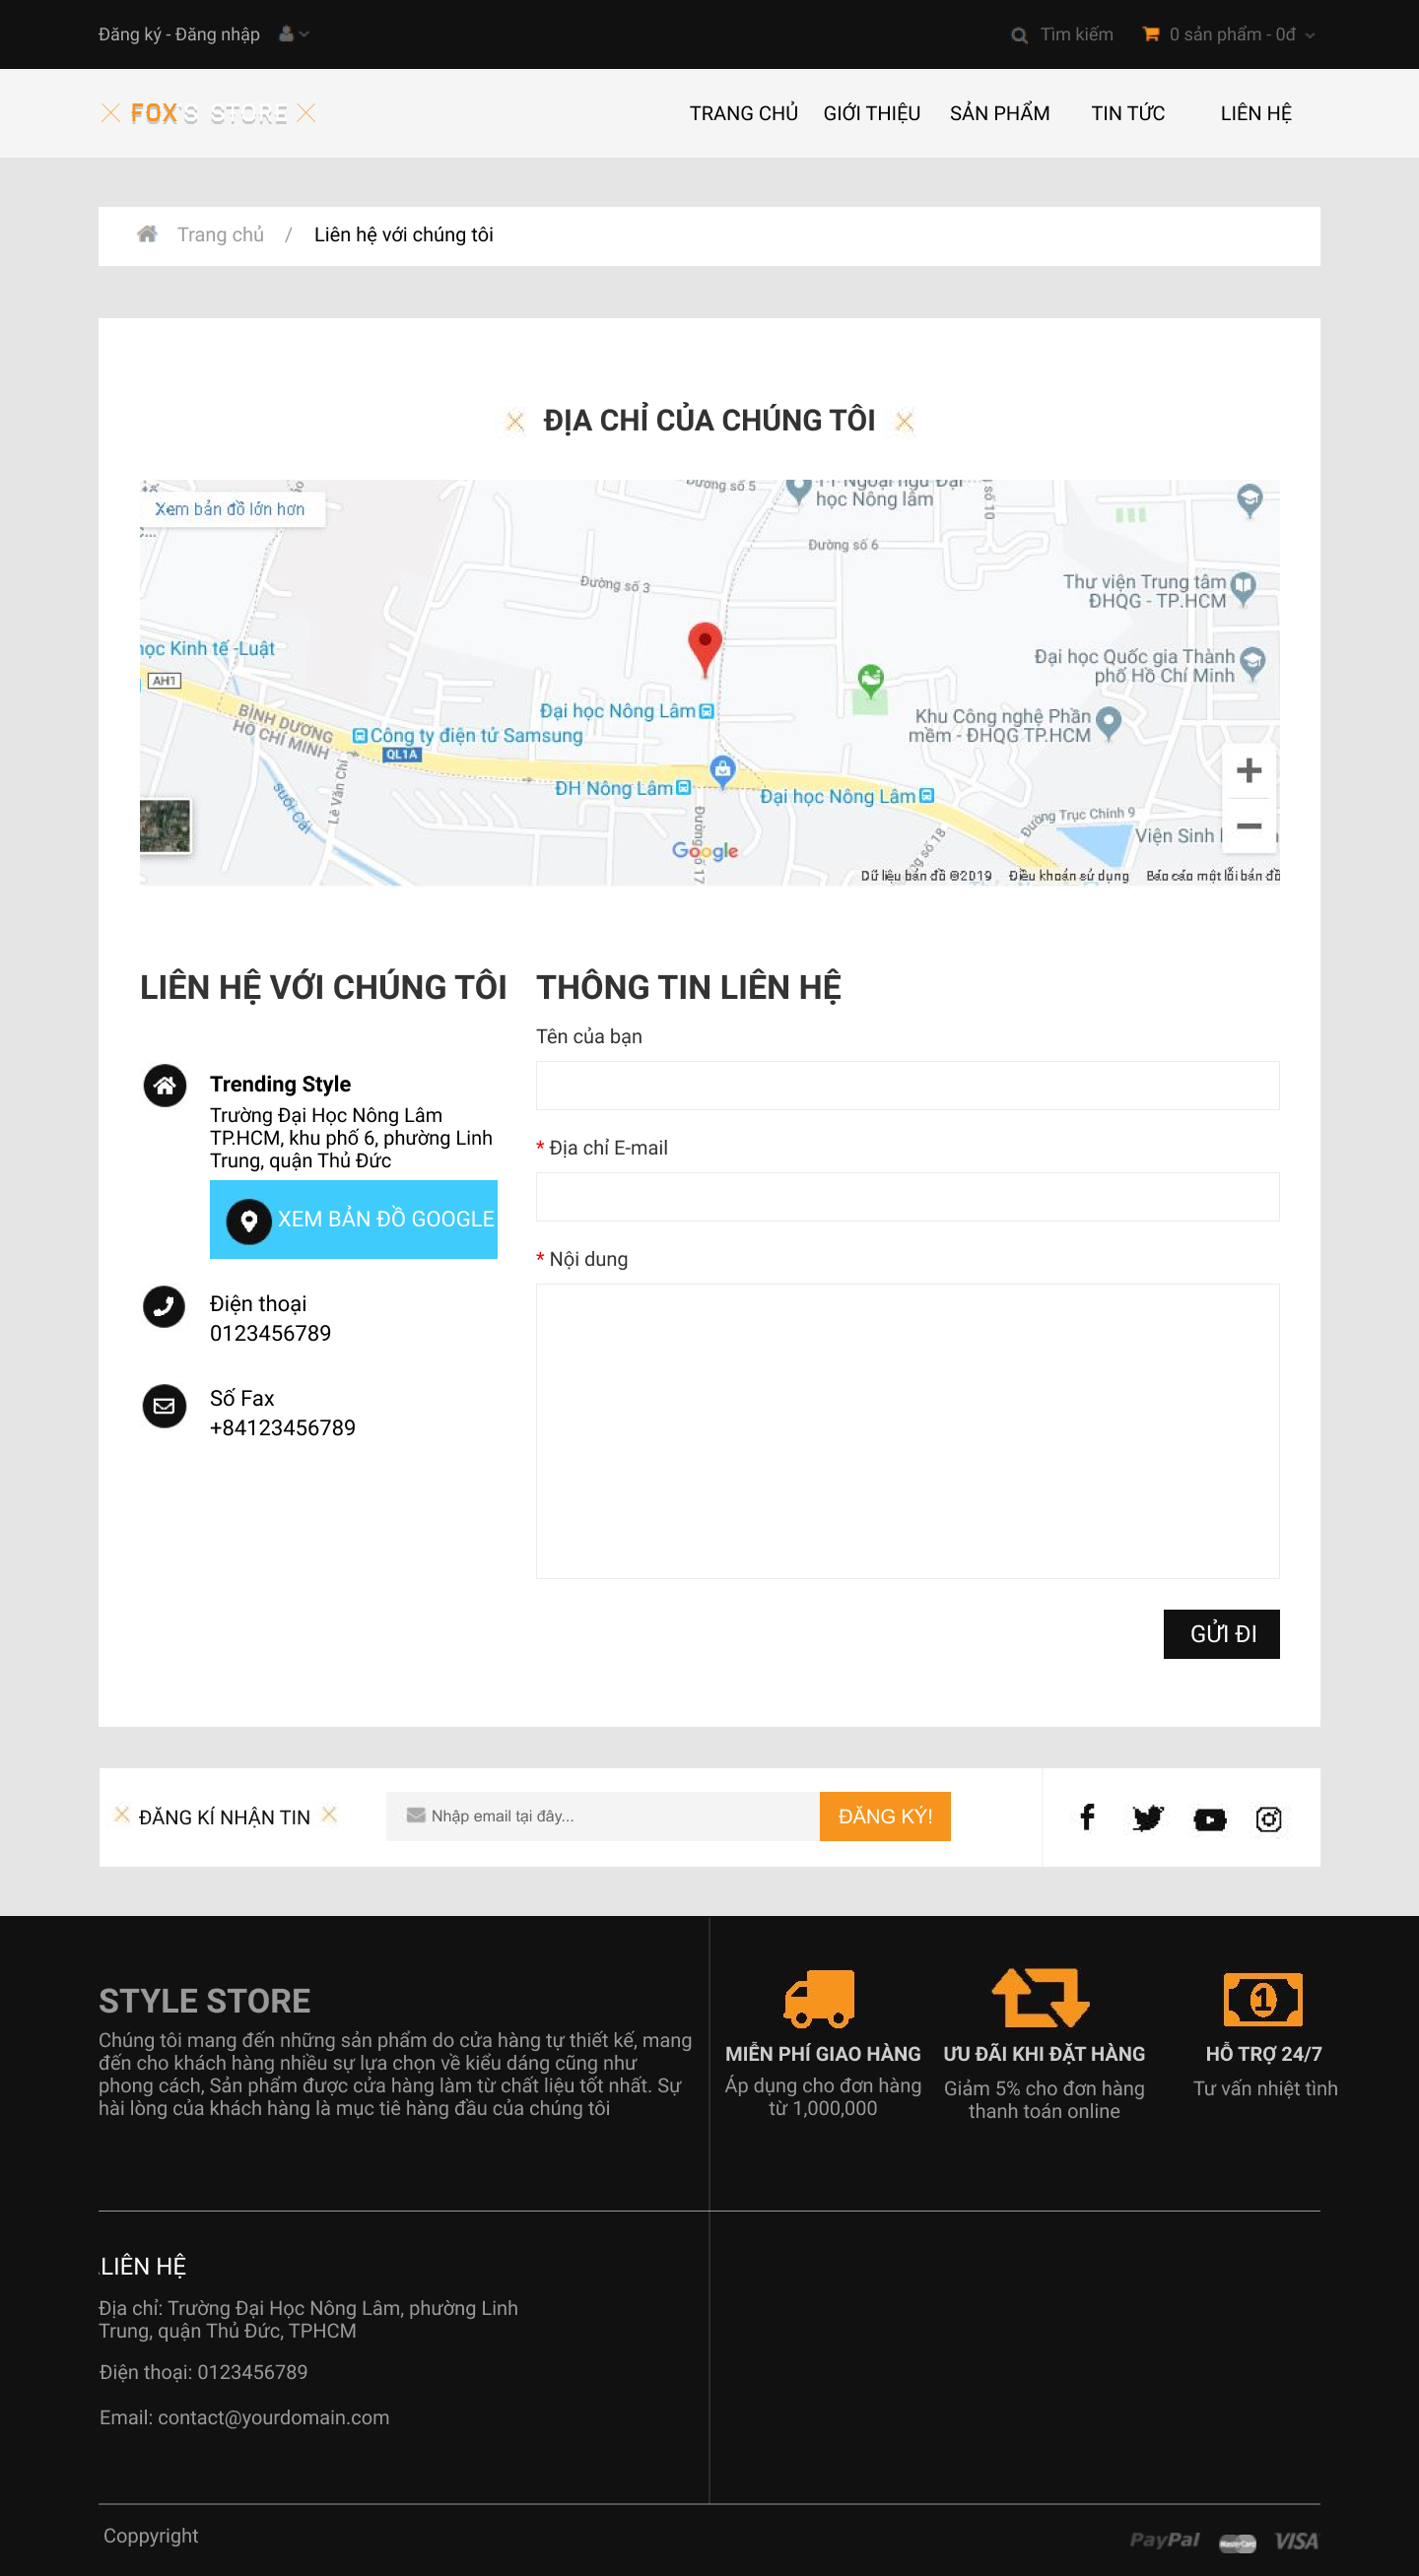 Đăng ký - Đăng nhập
Tìm kiếm
0 sản phẩm - 0đ
FOX'S STORE
TRANG CHỦ
GIỚI THIỆU
SẢN PHẨM
TIN TỨC
LIÊN HỆ
Trang chủ / Liên hệ với chúng tôi
ĐỊA CHỈ CỦA CHÚNG TÔI
Xem bản đồ lớn hơn
Đường số 5
học Nông lâm
số 10
Đường số 6
Đường số 3
Thư viện Trung tâm
ĐHQG - TP.HCM
học Kinh tế -Luật
AH1
Đại học Quốc gia Thành
phố Hồ Chí Minh
BÌNH DƯƠNG
HỒ CHÍ MINH
Đại học Nông Lâm
Công ty điện tử Samsung
QL1A
Khu Công nghệ Phần
mềm - ĐHQG TP.HCM
Lê Văn Chí
suối Cái
ĐH Nông Lâm
Đại học Nông Lâm
Đường số 17
Đường Trục Chính 9
Viện Sinh
số 18
Google
Dữ liệu bản đồ ©2019
Điều khoản sử dụng
Báo cáo một lỗi bản đồ
LIÊN HỆ VỚI CHÚNG TÔI
Trending Style
Trường Đại Học Nông Lâm
TP.HCM, khu phố 6, phường Linh
Trung, quận Thủ Đức
XEM BẢN ĐỒ GOOGLE
Điện thoại
0123456789
Số Fax
+84123456789
THÔNG TIN LIÊN HỆ
Tên của bạn
* Địa chỉ E-mail
* Nội dung
GỬI ĐI
ĐĂNG KÍ NHẬN TIN
Nhập email tại đây...
ĐĂNG KÝ!
STYLE STORE
Chúng tôi mang đến những sản phẩm do cửa hàng tự thiết kế, mang
đến cho khách hàng nhiều sự lựa chọn về kiểu dáng cũng như
phong cách, Sản phẩm được cửa hàng làm từ chất liệu tốt nhất. Sự
hài lòng của khách hàng là mục tiê hàng đầu của chúng tôi
MIỄN PHÍ GIAO HÀNG
Áp dụng cho đơn hàng
từ 1,000,000
ƯU ĐÃI KHI ĐẶT HÀNG
Giảm 5% cho đơn hàng
thanh toán online
1
HỖ TRỢ 24/7
Tư vấn nhiệt tình
LIÊN HỆ
Địa chỉ: Trường Đại Học Nông Lâm, phường Linh
Trung, quận Thủ Đức, TPHCM
Điện thoại: 0123456789
Email: contact@yourdomain.com
Coppyright
PayPal
MasterCard
VISA